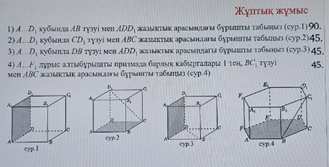 Жұптық жұмыс
1) A...D₁ кубында AB түзуі мен ADD₁ жазықтық арасындағы бұрышты табыңыз (сур.1) 90.
2) A...D₁ кубында CD₁ түзуі мен ABC жазықтық арасындағы бұрышты табыңыз (сур.2) 45.
3) A...D₁ кубында DB түзуі мен ADD₁ жазықтық арасындағы бұрышты табыңыз (сур.3) 45.
4) A...F₁ дұрыс алтыбұрышты призмада барлық қабырғалары 1 тең, BC₁ түзуі 45.
мен ABC жазықтық арасындағы бұрышты табыңыз (сур.4)
сур.1 сур.2 сур.3 сур.4